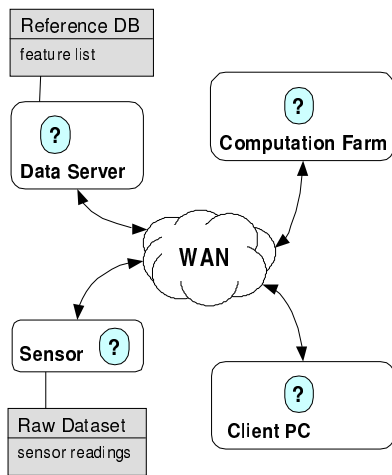 Reference DB
feature list
?
Data Server
?
Computation Farm
WAN
Sensor ?
Raw Dataset
sensor readings
?
Client PC